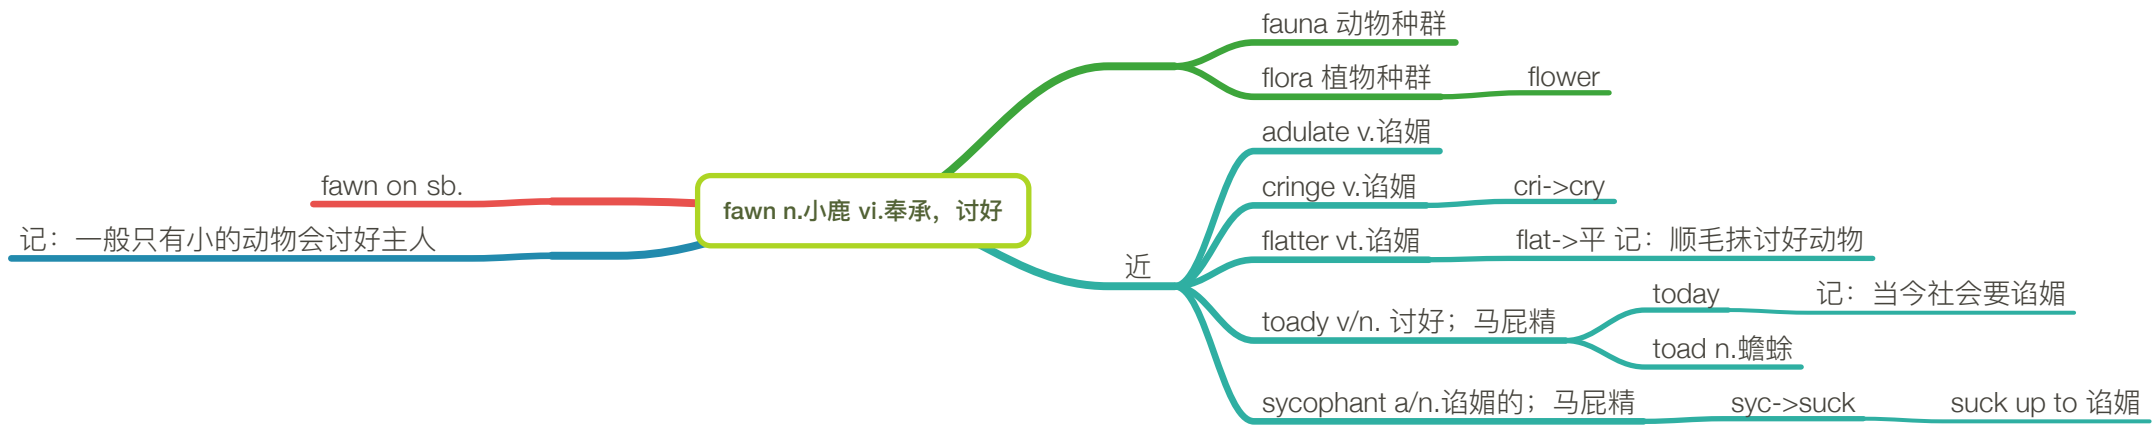 fauna 动物种群
flora 植物种群
flower
adulate v.谄媚
cringe v.谄媚
cri->cry
fawn on sb.
fawn n.小鹿 vi.奉承，讨好
记：一般只有小的动物会讨好主人
近
flatter vt.谄媚
flat->平 记：顺毛抹讨好动物
toady v/n. 讨好；马屁精
today
记：当今社会要谄媚
toad n.蟾蜍
sycophant a/n.谄媚的；马屁精
syc->suck
suck up to 谄媚